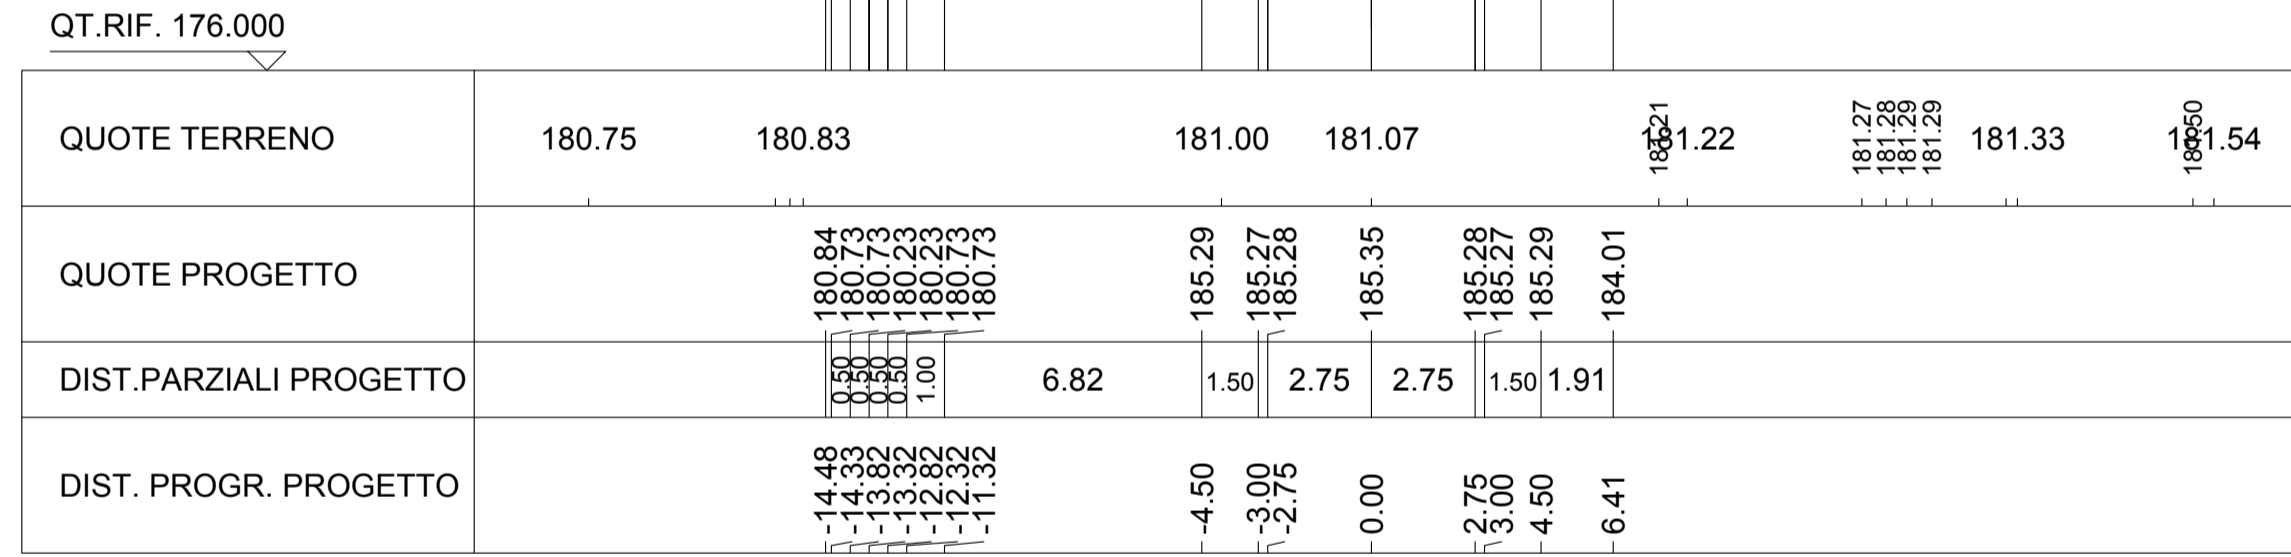 QT.RIF. 176.000
QUOTE TERRENO 180.75 180.83 181.00 181.07 181.21 181.22 181.27 181.28 181.29 181.29 181.33 181.50 181.54
QUOTE PROGETTO 180.84 180.73 180.73 180.23 180.23 180.73 180.73 185.29 185.27 185.28 185.35 185.28 185.27 185.29 184.01
DIST.PARZIALI PROGETTO 0.50 0.50 0.50 0.50 1.00 6.82 1.50 2.75 2.75 1.50 1.91
DIST. PROGR. PROGETTO -14.48 -14.33 -13.82 -13.32 -12.82 -12.32 -11.32 -4.50 -3.00 -2.75 0.00 2.75 3.00 4.50 6.41